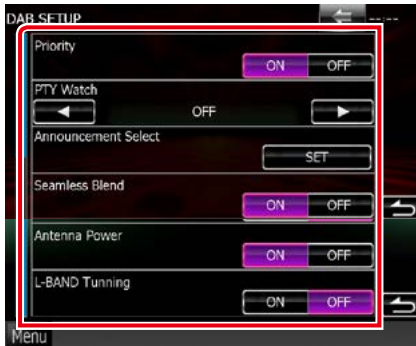 DAB SETUP --:--
Priority
ON OFF
PTY Watch
OFF
Announcement Select
SET
Seamless Blend
ON OFF
Antenna Power
ON OFF
L-BAND Tunning
ON OFF
Menu